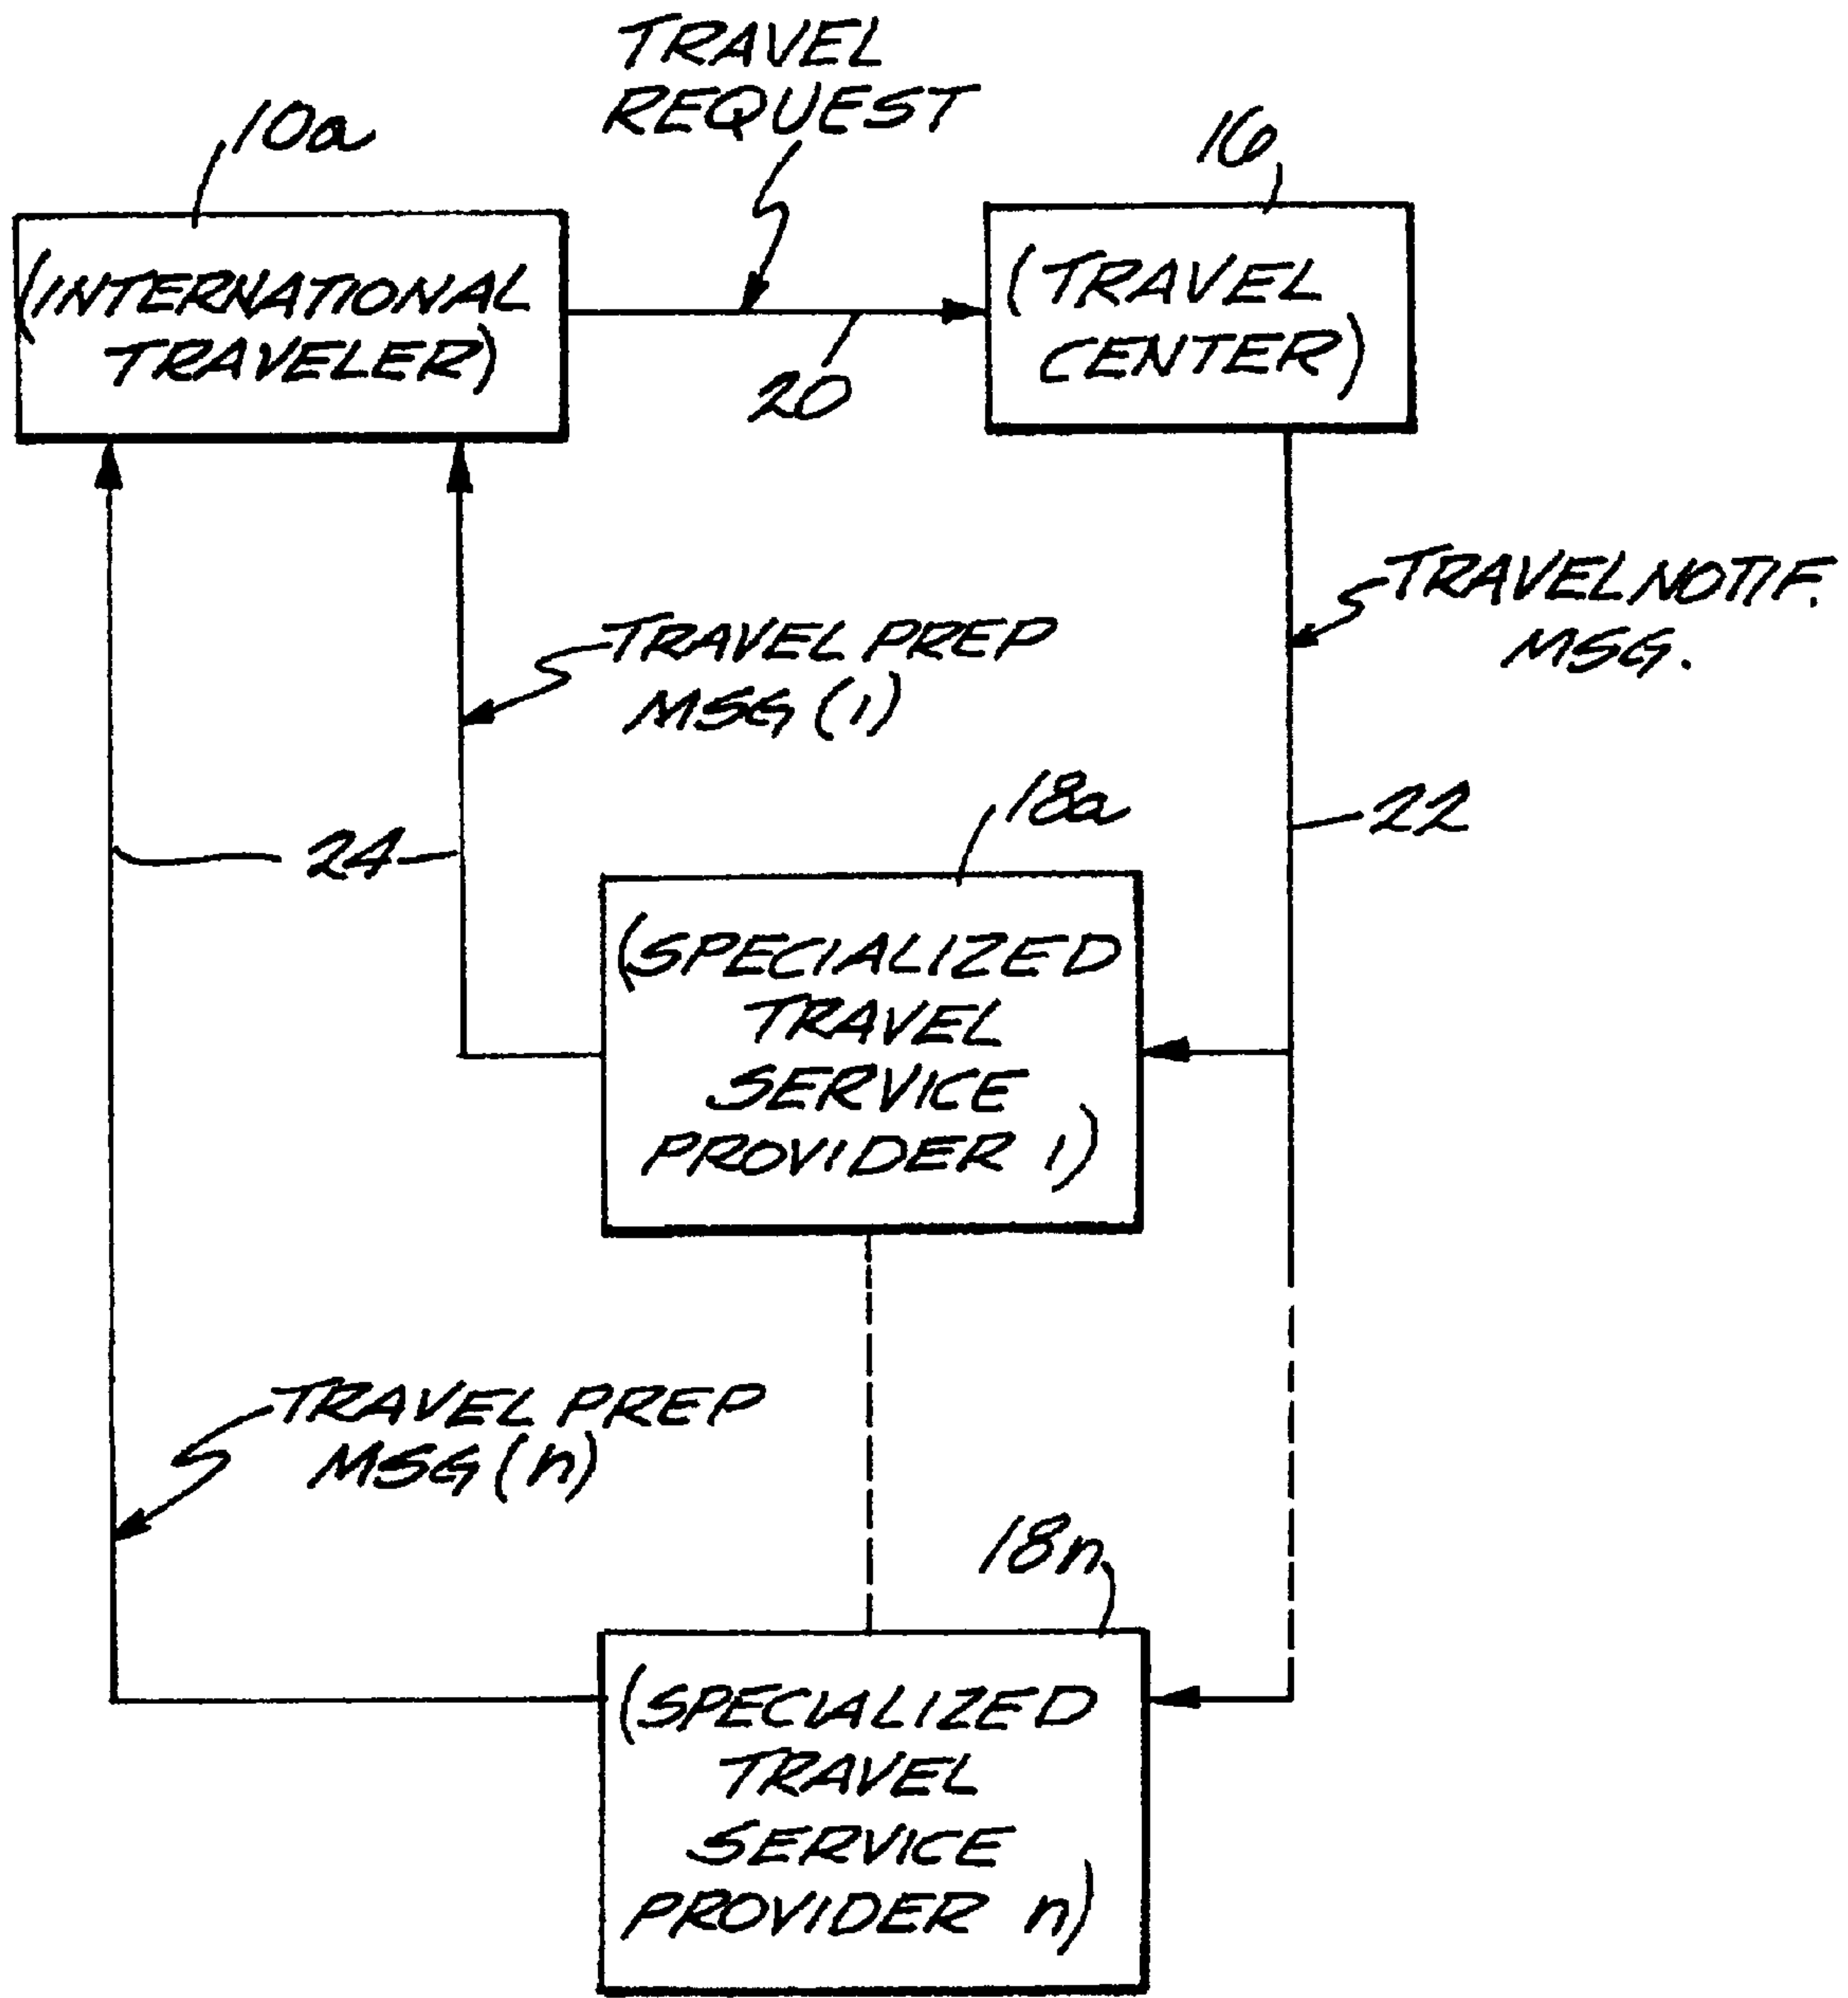 TRAVEL
REQUEST
10a
16
(INTERNATIONAL
TRAVELER)
(TRAVEL
CENTER)
20
TRAVEL NOTIF.
MSG.
TRAVEL PREP
MSG (1)
18a
22
24
(SPECIALIZED
TRAVEL
SERVICE
PROVIDER 1)
TRAVEL PREP
MSG (n)
18n
(SPECIALIZED
TRAVEL
SERVICE
PROVIDER n)